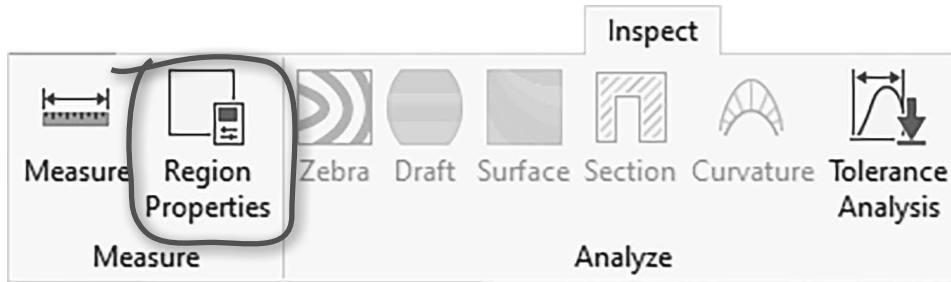 Inspect
Measure Region Properties Zebra Draft Surface Section Curvature Tolerance Analysis
Measure Analyze